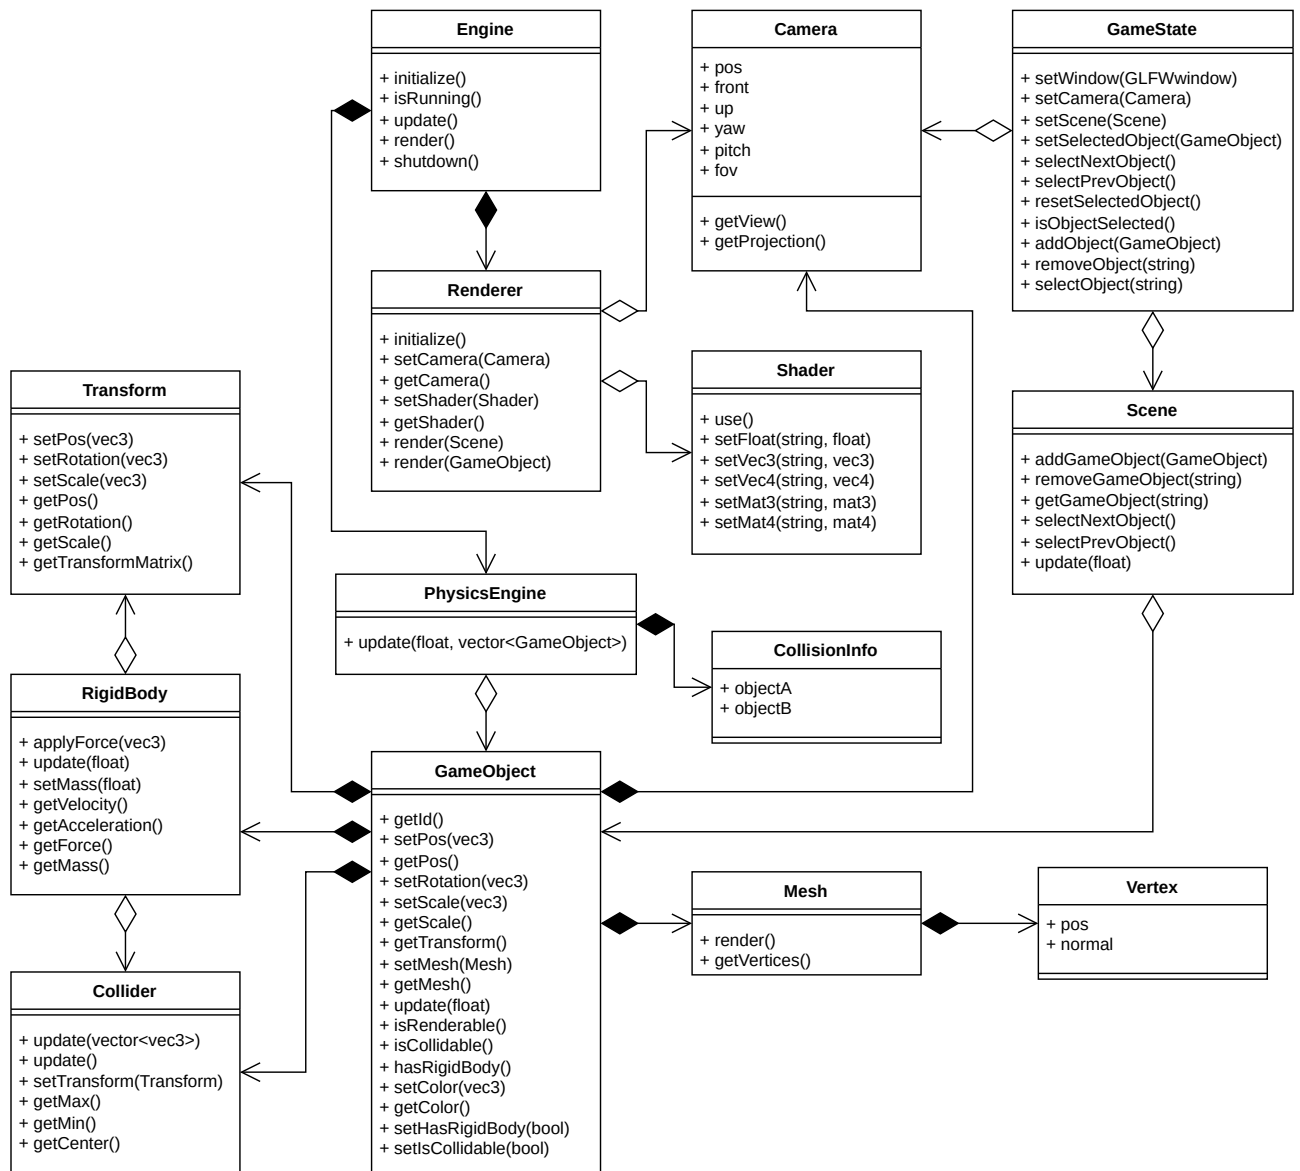 Engine
+ initialize()
+ isRunning()
+ update()
+ render()
+ shutdown()
Camera
+ pos
+ front
+ up
+ yaw
+ pitch
+ fov
+ getView()
+ getProjection()
GameState
+ setWindow(GLFWwindow)
+ setCamera(Camera)
+ setScene(Scene)
+ setSelectedObject(GameObject)
+ selectNextObject()
+ selectPrevObject()
+ resetSelectedObject()
+ isObjectSelected()
+ addObject(GameObject)
+ removeObject(string)
+ selectObject(string)
Renderer
+ initialize()
+ setCamera(Camera)
+ getCamera()
+ setShader(Shader)
+ getShader()
+ render(Scene)
+ render(GameObject)
Shader
+ use()
+ setFloat(string, float)
+ setVec3(string, vec3)
+ setVec4(string, vec4)
+ setMat3(string, mat3)
+ setMat4(string, mat4)
Transform
+ setPos(vec3)
+ setRotation(vec3)
+ setScale(vec3)
+ getPos()
+ getRotation()
+ getScale()
+ getTransformMatrix()
Scene
+ addGameObject(GameObject)
+ removeGameObject(string)
+ getGameObject(string)
+ selectNextObject()
+ selectPrevObject()
+ update(float)
PhysicsEngine
+ update(float, vector<GameObject>)
CollisionInfo
+ objectA
+ objectB
RigidBody
+ applyForce(vec3)
+ update(float)
+ setMass(float)
+ getVelocity()
+ getAcceleration()
+ getForce()
+ getMass()
GameObject
+ getId()
+ setPos(vec3)
+ getPos()
+ setRotation(vec3)
+ setScale(vec3)
+ getScale()
+ getTransform()
+ setMesh(Mesh)
+ getMesh()
+ update(float)
+ isRenderable()
+ isCollidable()
+ hasRigidBody()
+ setColor(vec3)
+ getColor()
+ setHasRigidBody(bool)
+ setIsCollidable(bool)
Mesh
+ render()
+ getVertices()
Vertex
+ pos
+ normal
Collider
+ update(vector<vec3>)
+ update()
+ setTransform(Transform)
+ getMax()
+ getMin()
+ getCenter()